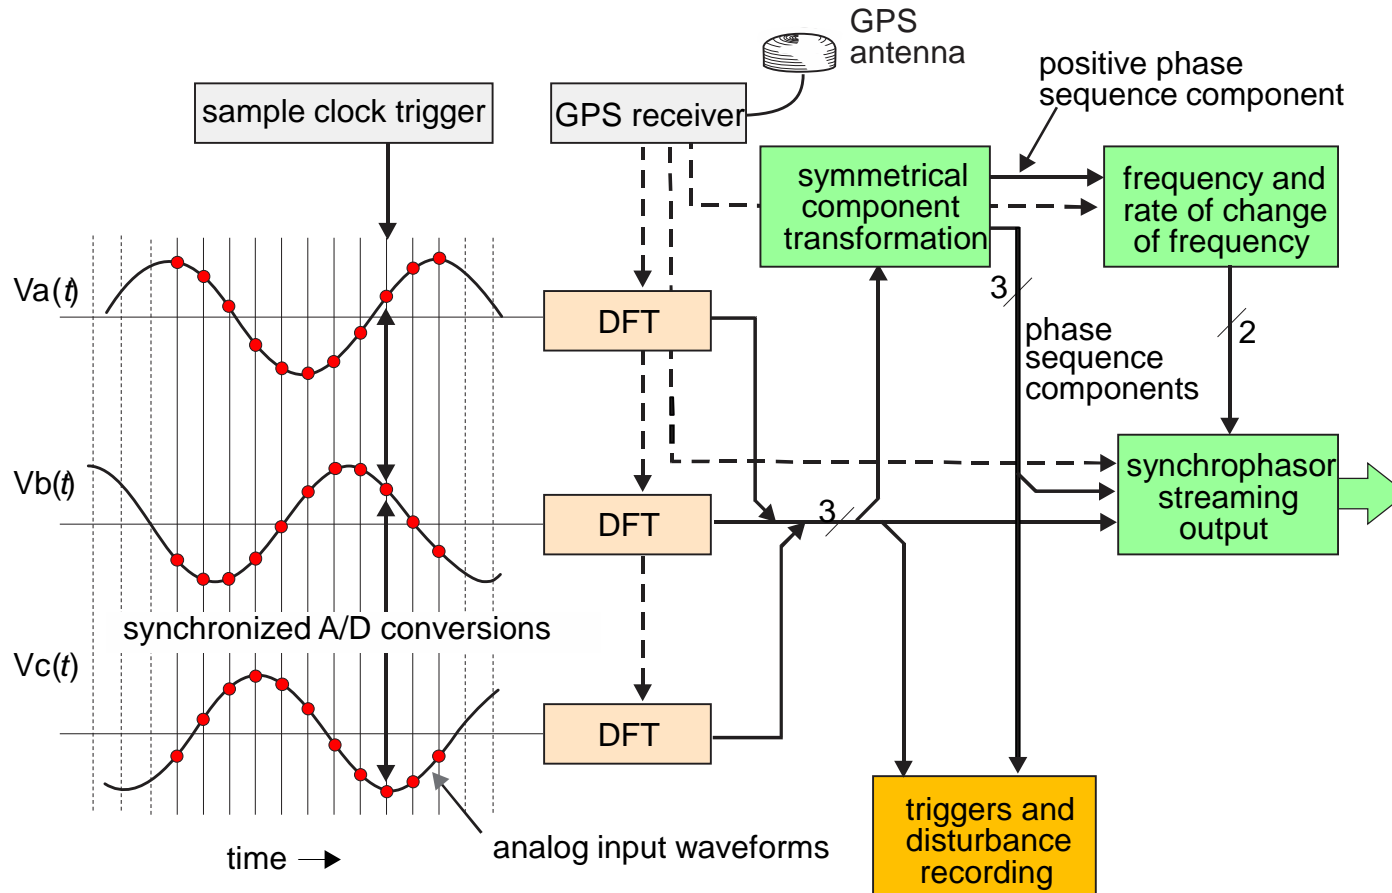 GPS
antenna
positive phase
sequence component
sample clock trigger
GPS receiver
symmetrical
component
transformation
frequency and
rate of change
of frequency
Va(t)
DFT
3
phase
sequence
components
2
Vb(t)
DFT
3
synchrophasor
streaming
output
synchronized A/D conversions
Vc(t)
DFT
analog input waveforms
time
triggers and
disturbance
recording